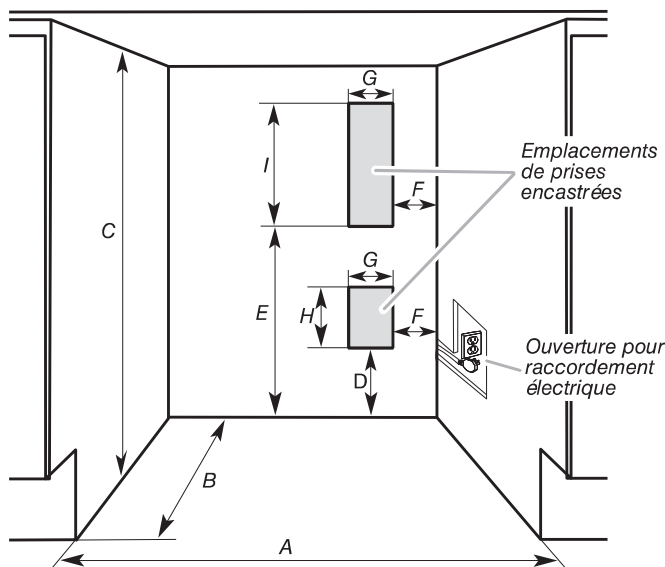 G
I
F
C
Emplacements
de prises
encastrées
G
E
H
F
D
Ouverture pour
raccordement
électrique
B
A